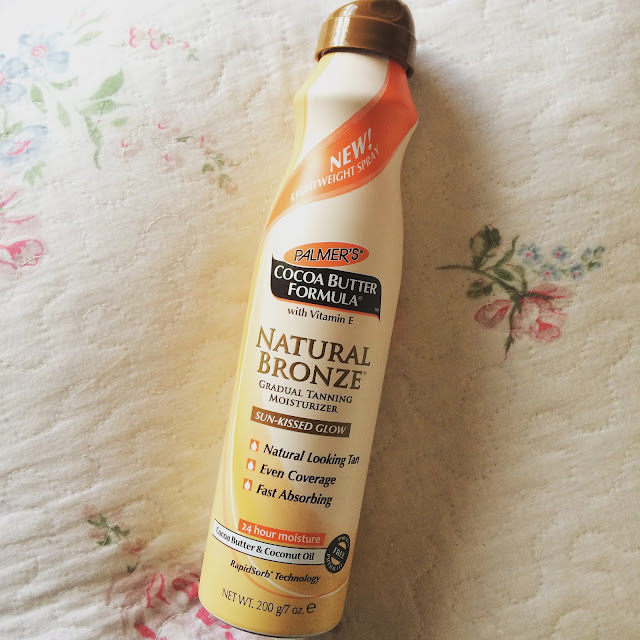 NEW!
LIGHTWEIGHT SPRAY
PALMER'S®
COCOA BUTTER
FORMULA®
with Vitamin E
NATURAL
BRONZE®
GRADUAL TANNING
MOISTURIZER
SUN-KISSED GLOW
Natural Looking Tan
Even Coverage
Fast Absorbing
24 hour moisture
Cocoa Butter & Coconut Oil
FREE
RapidSorb® Technology
NET WT. 200 g/7 oz. e